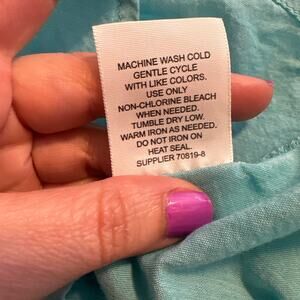 MACHINE WASH COLD
GENTLE CYCLE
WITH LIKE COLORS.
USE ONLY
NON-CHLORINE BLEACH
WHEN NEEDED.
TUMBLE DRY LOW.
WARM IRON AS NEEDED.
DO NOT IRON ON
HEAT SEAL.
SUPPLIER 70819-8